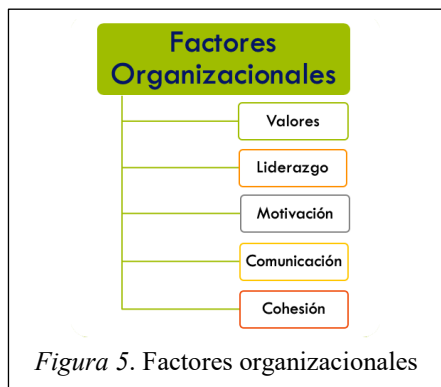 Factores
Organizacionales
Valores
Liderazgo
Motivación
Comunicación
Cohesión
Figura 5. Factores organizacionales